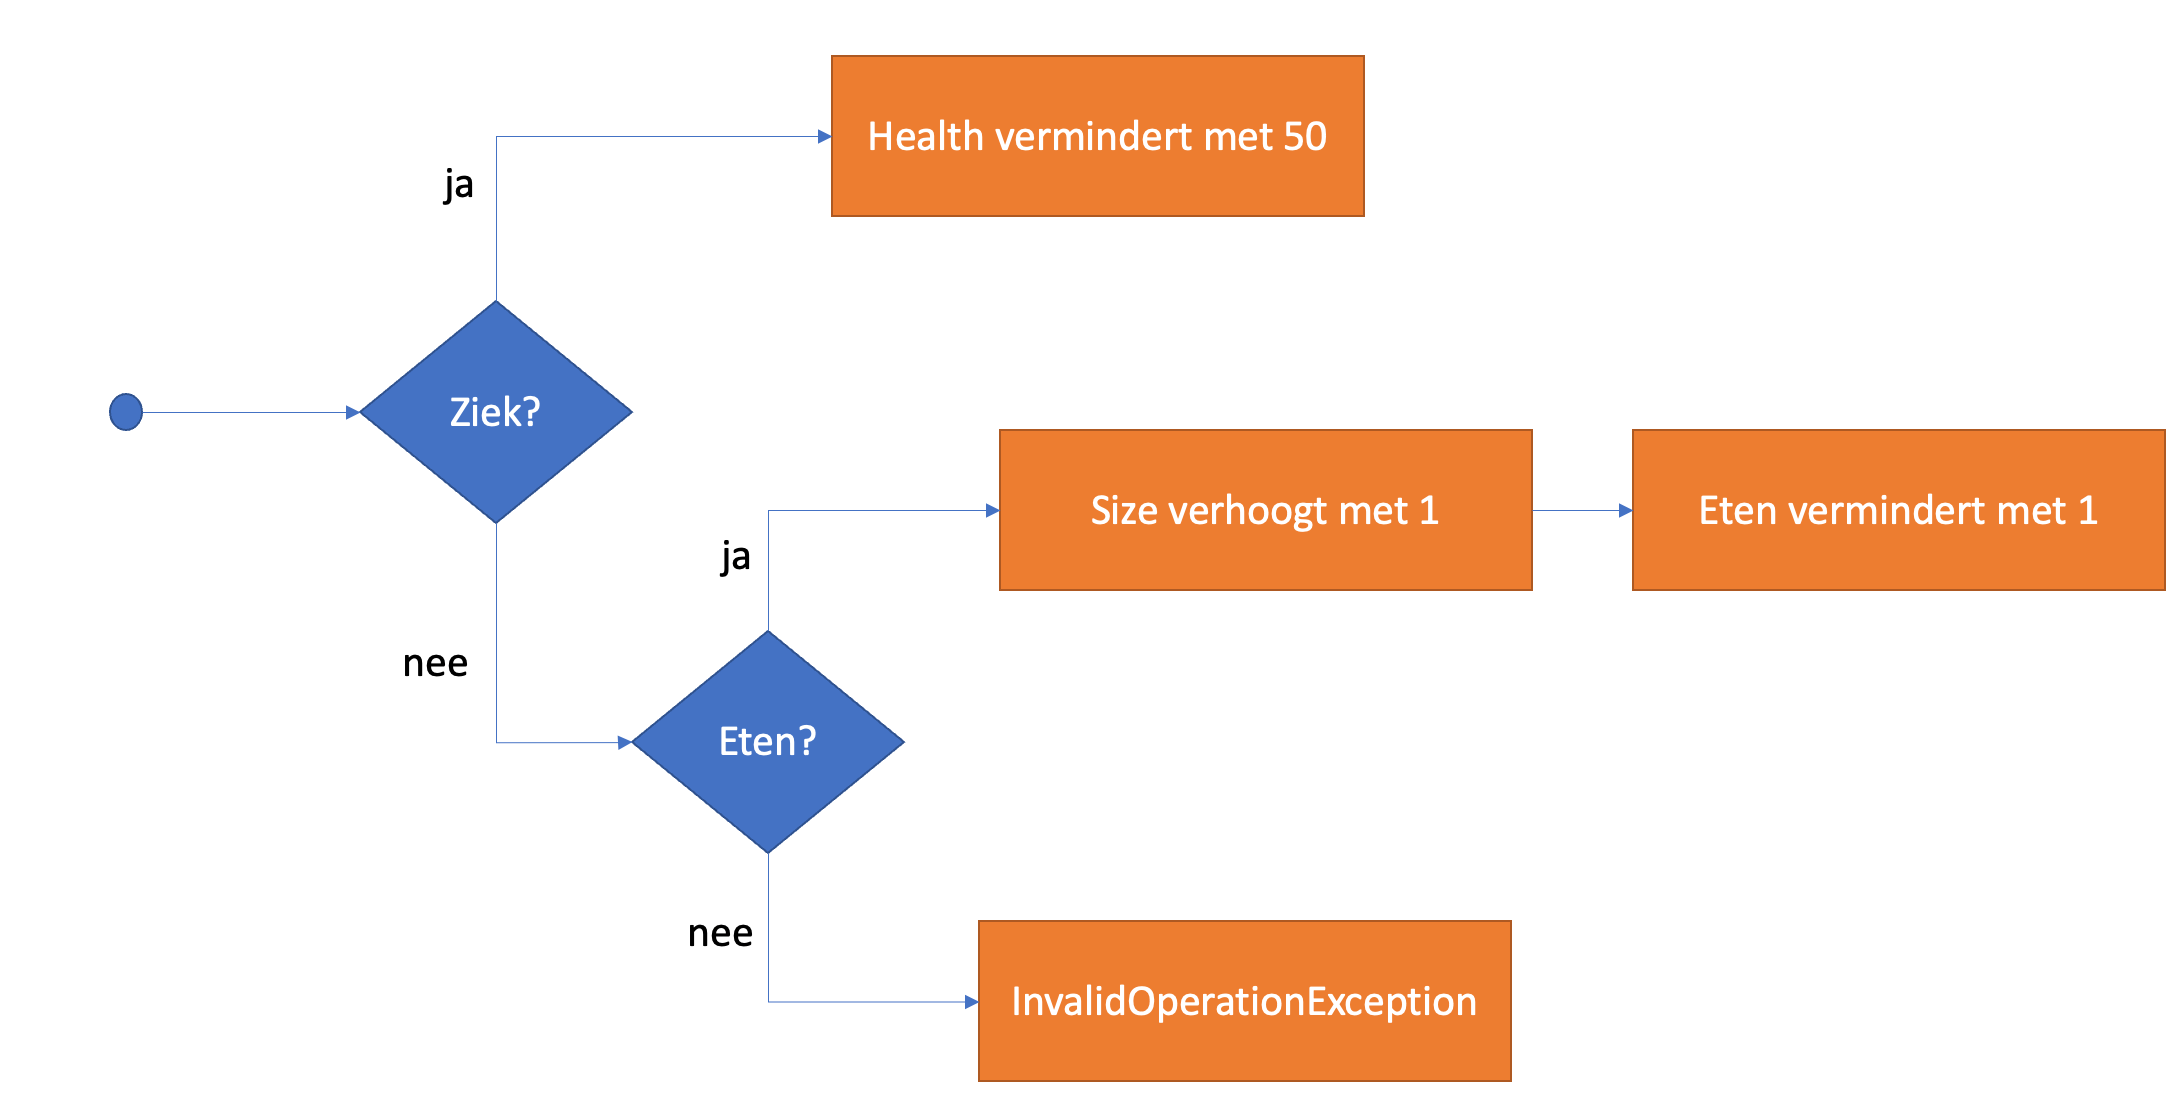 Health vermindert met 50
ja
Ziek?
Size verhoogt met 1
Eten vermindert met 1
ja
nee
Eten?
nee
InvalidOperationException